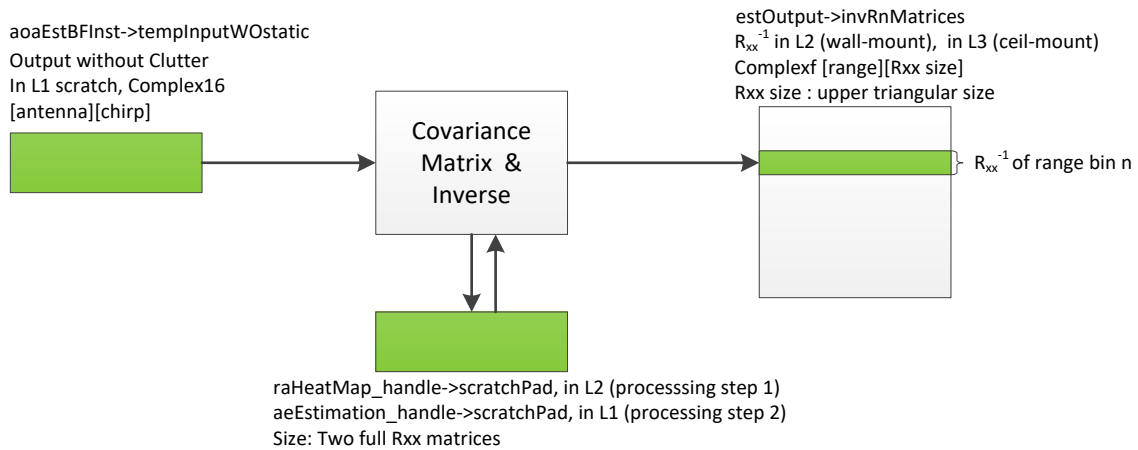 aoaEstBFInst->tempInputWOstatic
Output without Clutter
In L1 scratch, Complex16
[antenna][chirp]
Covariance
Matrix &
Inverse
estOutput->invRnMatrices
Rxx⁻¹ in L2 (wall-mount), in L3 (ceil-mount)
Complexf [range][Rxx size]
Rxx size : upper triangular size
Rxx⁻¹ of range bin n
raHeatMap_handle->scratchPad, in L2 (processsing step 1)
aeEstimation_handle->scratchPad, in L1 (processing step 2)
Size: Two full Rxx matrices